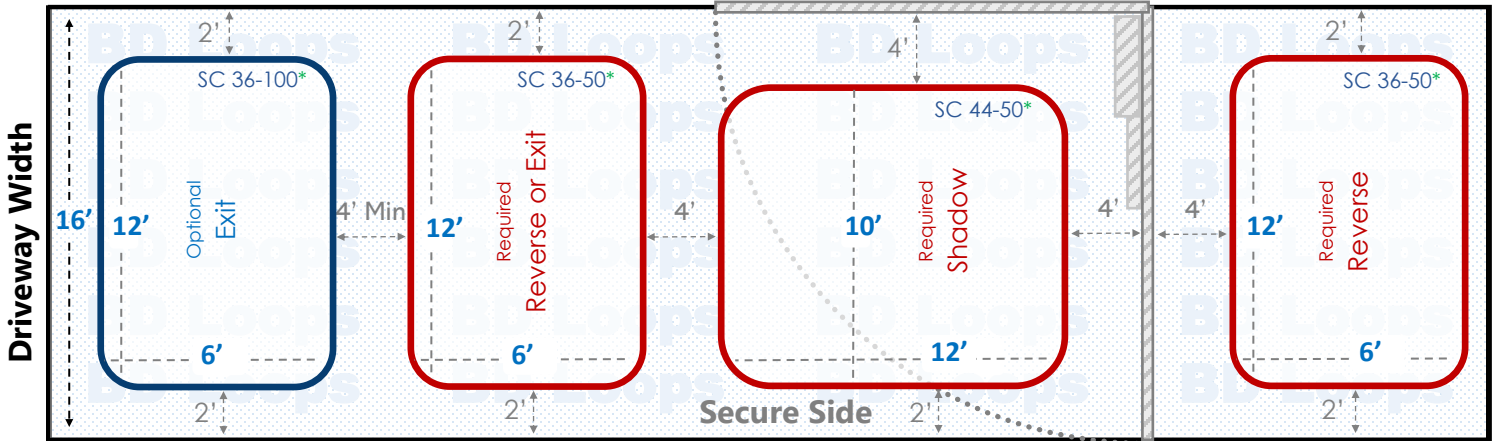 2'
2'
4'
2'
SC 36-100*
SC 36-50*
SC 44-50*
SC 36-50*
Driveway Width
16'
12'
Optional
Exit
4' Min
12'
Required
Reverse or Exit
4'
10'
Required
Shadow
4'
4'
12'
Required
Reverse
6'
6'
12'
6'
2'
2'
Secure Side
2'
2'
BD Loops